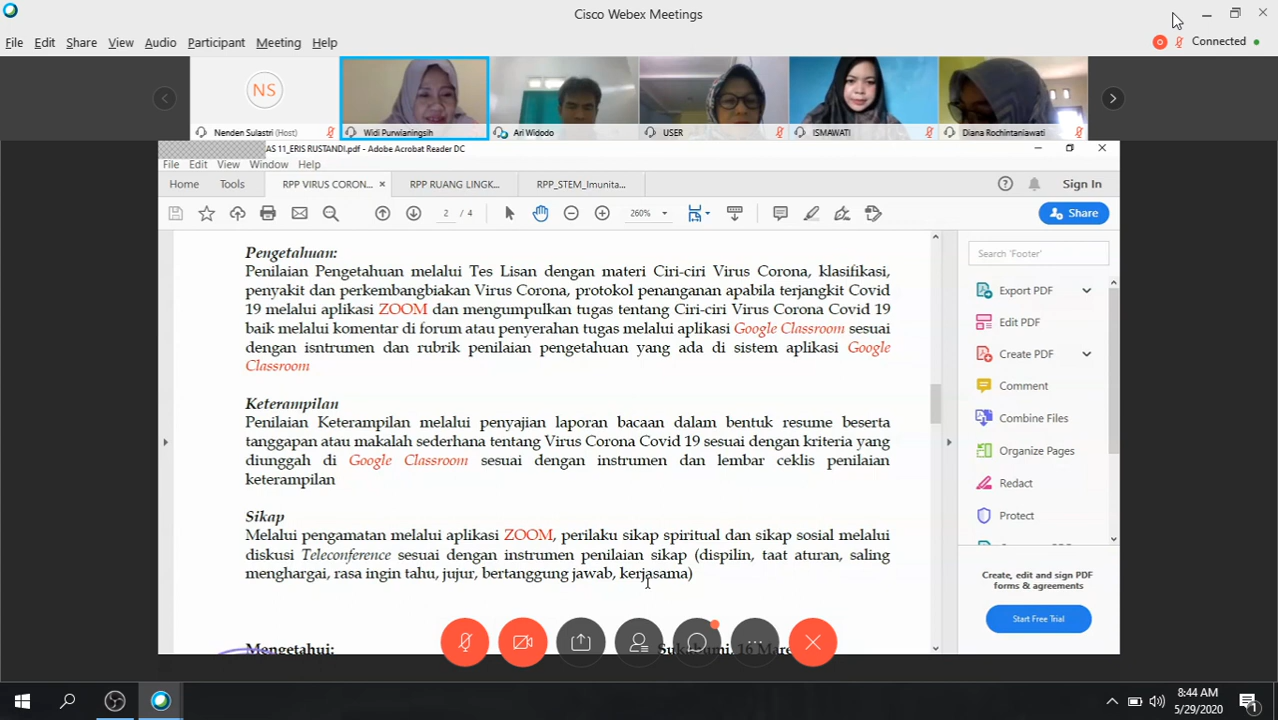 Cisco Webex Meetings
File Edit Share View Audio Participant Meeting Help
Connected
NS
Nenden Sulastri (Host)
Widi Purwianingsih
Ari Widodo
USER
ISMAWATI
Diana Rochintaniawati
AS 11_ERIS RUSTANDI.pdf - Adobe Acrobat Reader DC
File Edit View Window Help
Home Tools RPP VIRUS CORON... RPP RUANG LINGK... RPP_STEM_Imunita... Sign In
2 / 4 260% Share
Pengetahuan:
Penilaian Pengetahuan melalui Tes Lisan dengan materi Ciri-ciri Virus Corona, klasifikasi,
penyakit dan perkembangbiakan Virus Corona, protokol penanganan apabila terjangkit Covid
19 melalui aplikasi ZOOM dan mengumpulkan tugas tentang Ciri-ciri Virus Corona Covid 19
baik melalui komentar di forum atau penyerahan tugas melalui aplikasi Google Classroom sesuai
dengan isntrumen dan rubrik penilaian pengetahuan yang ada di sistem aplikasi Google
Classroom
Keterampilan
Penilaian Keterampilan melalui penyajian laporan bacaan dalam bentuk resume beserta
tanggapan atau makalah sederhana tentang Virus Corona Covid 19 sesuai dengan kriteria yang
diunggah di Google Classroom sesuai dengan instrumen dan lembar ceklis penilaian
keterampilan
Sikap
Melalui pengamatan melalui aplikasi ZOOM, perilaku sikap spiritual dan sikap sosial melalui
diskusi Teleconference sesuai dengan instrumen penilaian sikap (dispilin, taat aturan, saling
menghargai, rasa ingin tahu, jujur, bertanggung jawab, kerjasama)
Mengetahui:
Sukabumi, 16 Mare
Search 'Footer'
Export PDF
Edit PDF
Create PDF
Comment
Combine Files
Organize Pages
Redact
Protect
Create, edit and sign PDF
forms & agreements
Start Free Trial
8:44 AM
5/29/2020
1